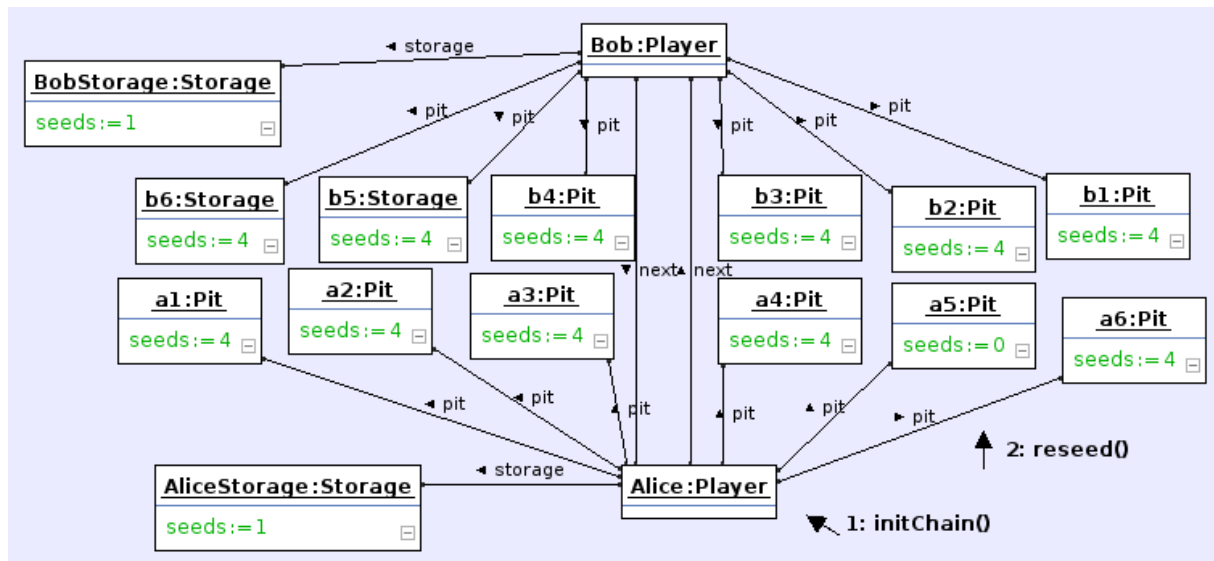 Bob:Player
◄ storage
BobStorage:Storage
seeds:=1
◄ pit
▼ pit
▼ pit
▼ pit
► pit
► pit
b6:Storage
seeds:=4
b5:Storage
seeds:=4
b4:Pit
seeds:=4
b3:Pit
seeds:=4
b2:Pit
seeds:=4
b1:Pit
seeds:=4
▼ next
▲ next
a1:Pit
seeds:=4
a2:Pit
seeds:=4
a3:Pit
seeds:=4
a4:Pit
seeds:=4
a5:Pit
seeds:=0
a6:Pit
seeds:=4
◄ pit
◄ pit
▲ pit
▲ pit
▲ pit
► pit
2: reseed()
◄ storage
AliceStorage:Storage
seeds:=1
Alice:Player
1: initChain()